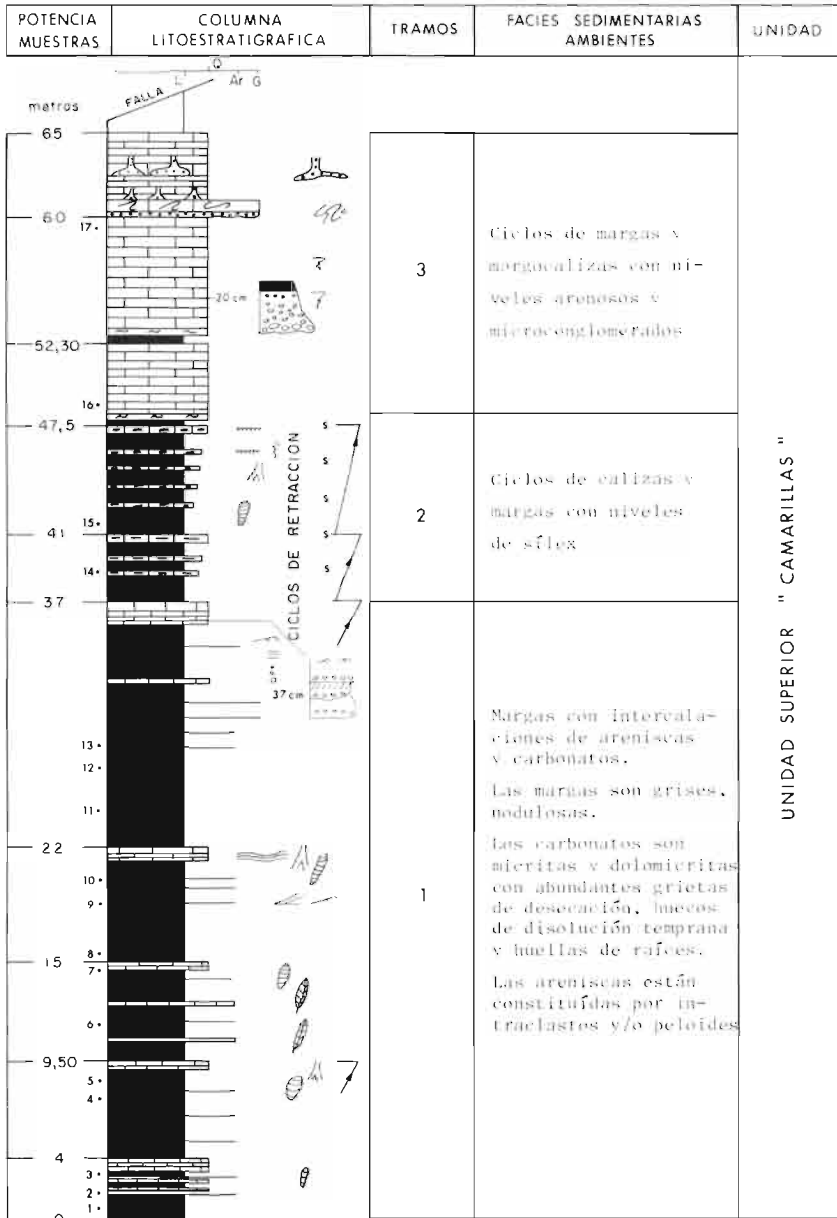 POTENCIA
MUESTRAS
COLUMNA
LITOESTRATIGRAFICA
TRAMOS
FACIES SEDIMENTARIAS
AMBIENTES
UNIDAD
Q
L Ar G
FALLA
metros
65
60
17
20 cm
52,30
16
47,5
15
41
14
37
CICLOS DE RETRACCION
S
S
S
S
S
37 cm
13
12
11
22
10
9
8
15
7
6
9,50
5
4
4
3
2
1
0
3
Ciclos de margas y
margocalizas con ni-
veles arenosos y
microconglomerados
2
Ciclos de calizas y
margas con niveles
de sílex
1
Margas con intercala-
ciones de areniscas
y carbonatos.
Las margas son grises,
nodulosas.
Los carbonatos son
micritas y dolomicritas
con abundantes grietas
de desecación, huecos
de disolución temprana
y huellas de raíces.
Las areniscas están
constituídas por in-
traclastos y/o peloides
UNIDAD SUPERIOR " CAMARILLAS "